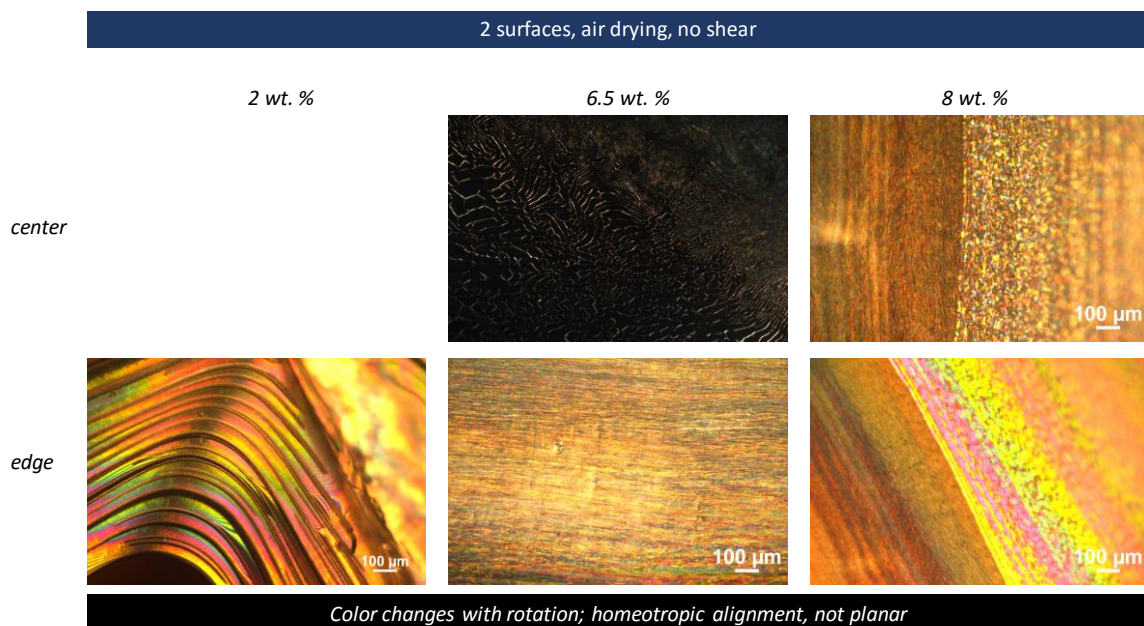 2 surfaces, air drying, no shear
2 wt. %
6.5 wt. %
8 wt. %
center
100 µm
edge
100 µm
100 µm
100 µm
Color changes with rotation; homeotropic alignment, not planar